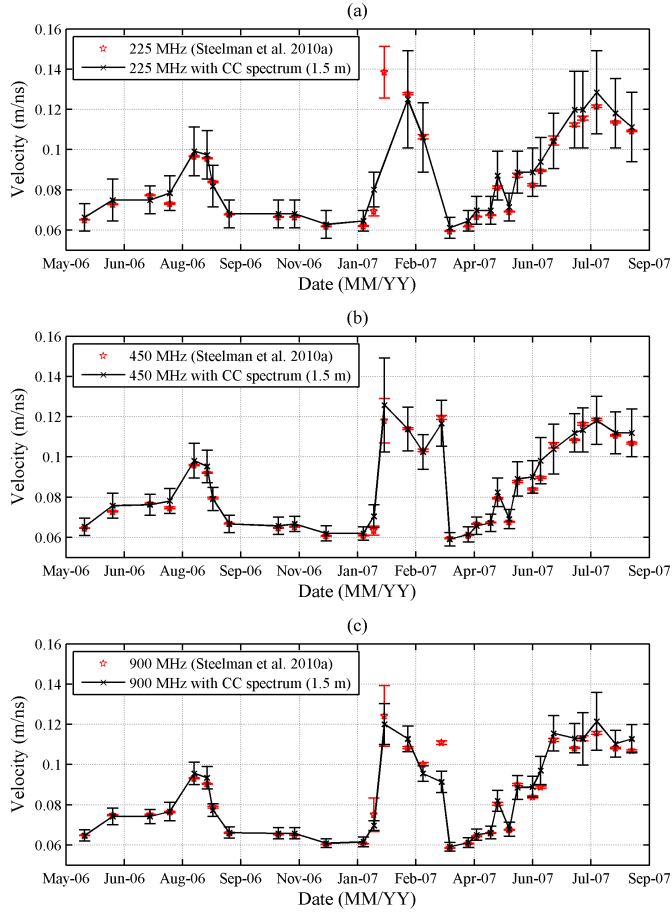 (a)
0.16
0.14
0.12
0.1
0.08
0.06
Velocity (m/ns)
225 MHz (Steelman et al. 2010a)
225 MHz with CC spectrum (1.5 m)
May-06 Jun-06 Aug-06 Sep-06 Nov-06 Jan-07 Feb-07 Apr-07 Jun-07 Jul-07 Sep-07
Date (MM/YY)
(b)
0.16
0.14
0.12
0.1
0.08
0.06
Velocity (m/ns)
450 MHz (Steelman et al. 2010a)
450 MHz with CC spectrum (1.5 m)
May-06 Jun-06 Aug-06 Sep-06 Nov-06 Jan-07 Feb-07 Apr-07 Jun-07 Jul-07 Sep-07
Date (MM/YY)
(c)
0.16
0.14
0.12
0.1
0.08
0.06
Velocity (m/ns)
900 MHz (Steelman et al. 2010a)
900 MHz with CC spectrum (1.5 m)
May-06 Jun-06 Aug-06 Sep-06 Nov-06 Jan-07 Feb-07 Apr-07 Jun-07 Jul-07 Sep-07
Date (MM/YY)